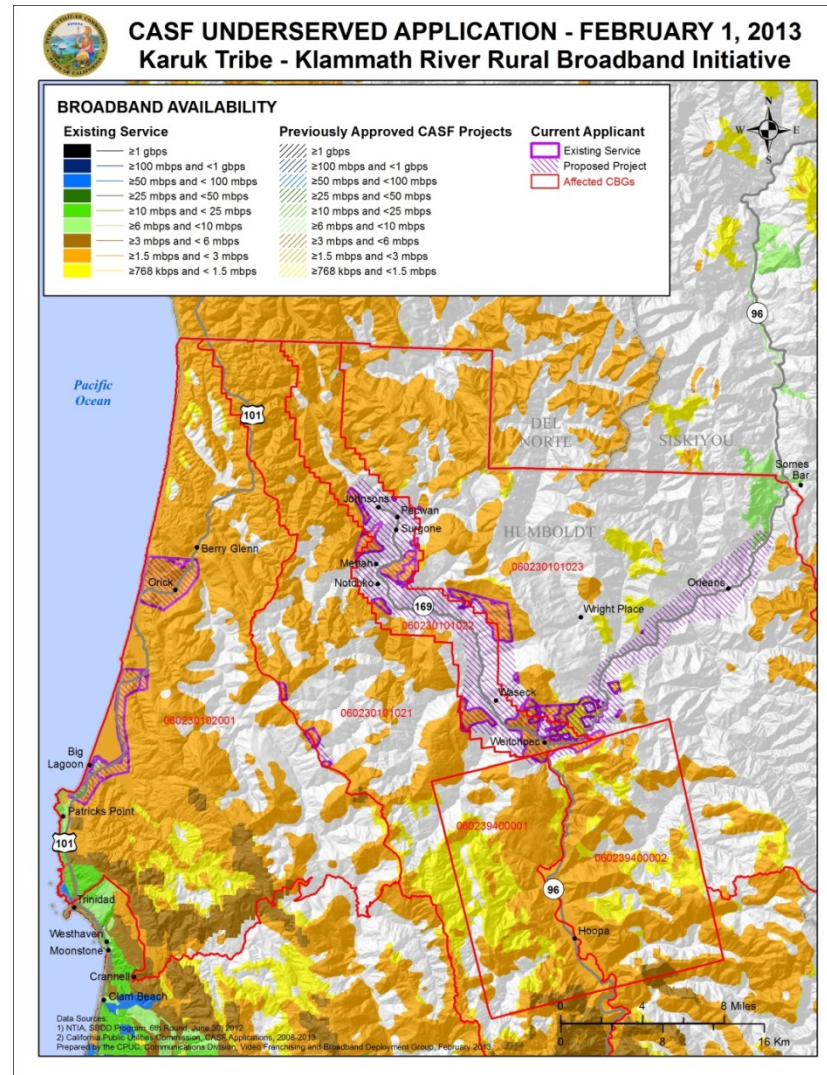 CASF UNDERSERVED APPLICATION - FEBRUARY 1, 2013
Karuk Tribe - Klammath River Rural Broadband Initiative
BROADBAND AVAILABILITY
Existing Service
≥1 gbps
≥100 mbps and <1 gbps
≥50 mbps and < 100 mbps
≥25 mbps and <50 mbps
≥10 mbps and < 25 mbps
≥6 mbps and <10 mbps
≥3 mbps and < 6 mbps
≥1.5 mbps and < 3 mbps
≥768 kbps and < 1.5 mbps
Previously Approved CASF Projects
≥1 gbps
≥100 mbps and <1 gbps
≥50 mbps and <100 mbps
≥25 mbps and <50 mbps
≥10 mbps and <25 mbps
≥6 mbps and <10 mbps
≥3 mbps and < 6 mbps
≥1.5 mbps and <3 mbps
≥768 kbps and <1.5 mbps
Current Applicant
Existing Service
Proposed Project
Affected CBGs
N
W E
S
96
Pacific
Ocean
101
DEL
NORTE
SISKIYOU
Somes
Bar
Johnsons
Pecwan
Surgone
HUMBOLDT
Berry Glenn
Mettah
060230101023
Orick
Notchko
Orleans
169
Wright Place
060230101022
Waseck
060230102001
060230101021
Weitchpec
Big
Lagoon
Patricks Point
060239400001
101
060239400002
96
Trinidad
Westhaven
Moonstone
Hoopa
Crannell
Clam Beach
Data Sources:
1) NTIA, SBDD Program, 6th Round, June 30, 2012
2) California Public Utilities Commission, CASF Applications, 2008-2013
Prepared by the CPUC, Communications Division, Video Franchising and Broadband Deployment Group, February 2013
0 4 8 Miles
0 8 16 Km